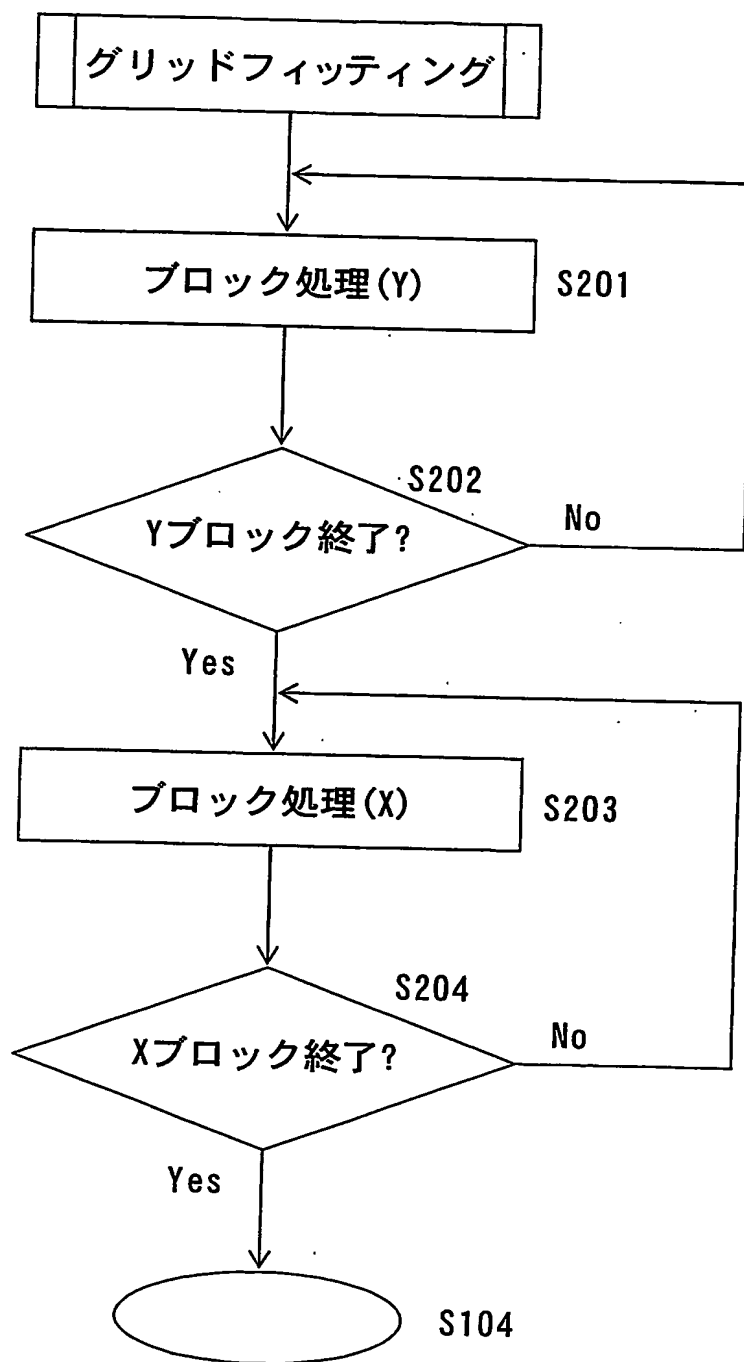 グリッドフィッティング
ブロック処理(Y)
S201
S202
Yブロック終了?
No
Yes
ブロック処理(X)
S203
S204
Xブロック終了?
No
Yes
S104